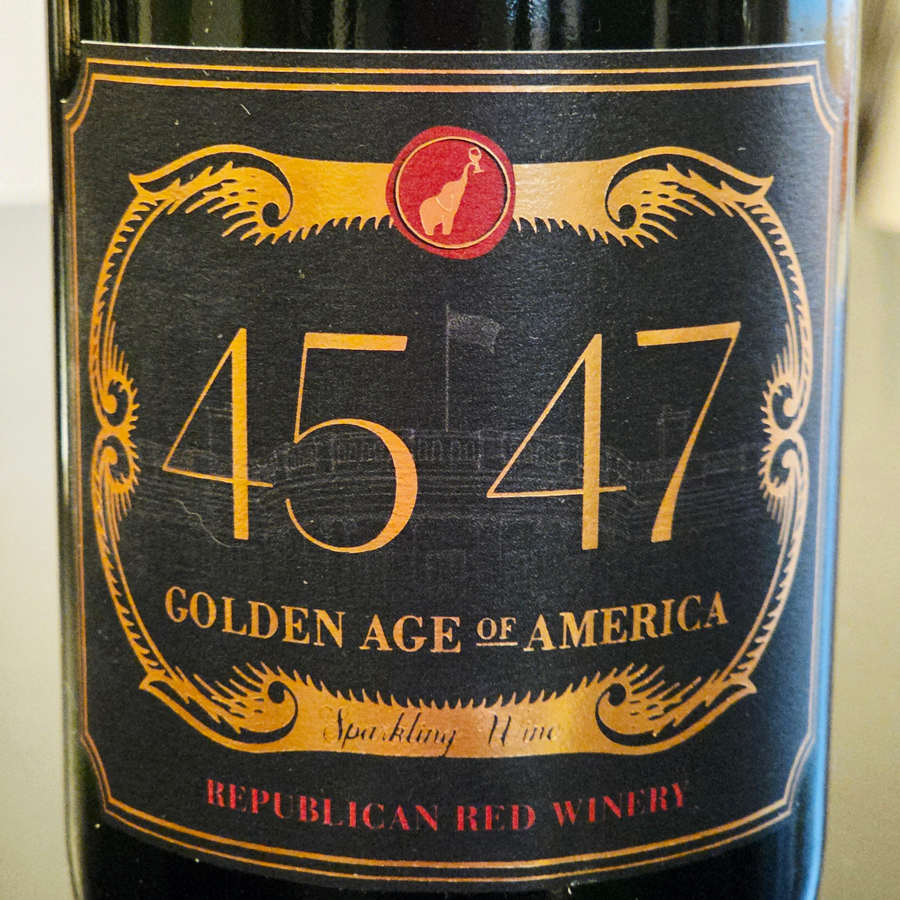 45 47
GOLDEN AGE OF AMERICA
Sparkling Wine
REPUBLICAN RED WINERY